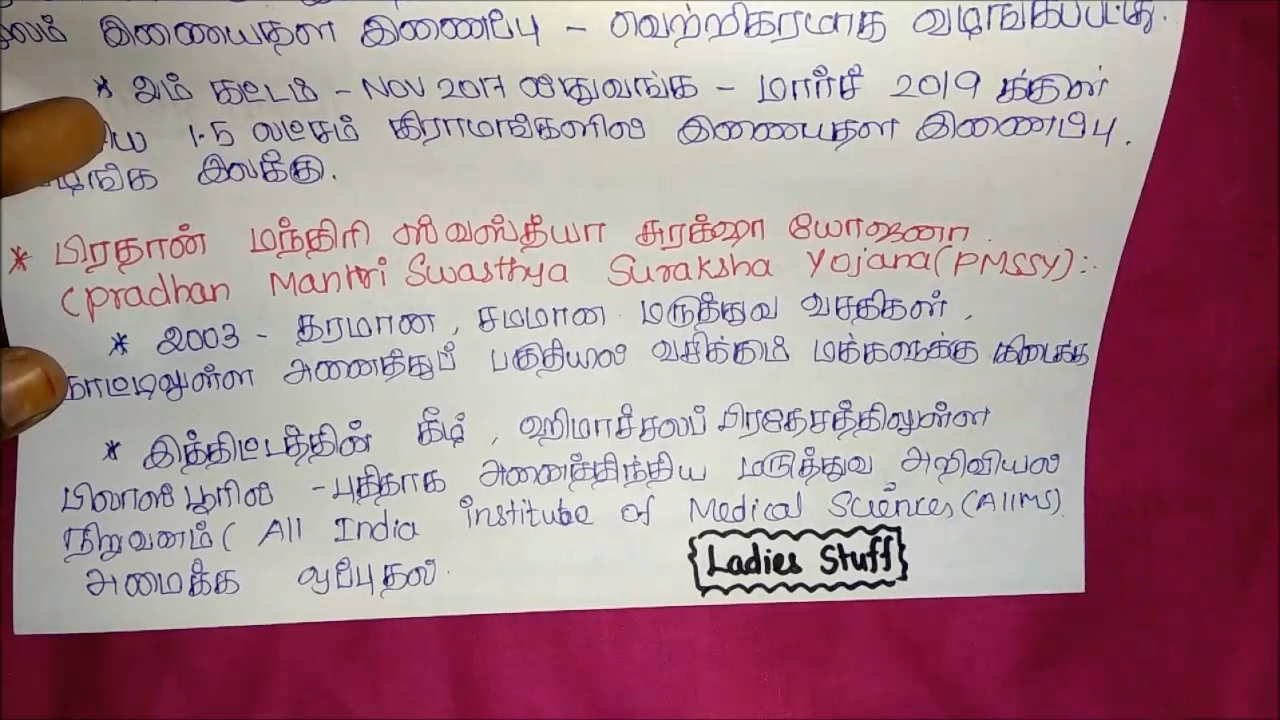 இணையதள இணைப்பு – வெற்றிகரமாக வழங்கப்பட்டது.
* 2ம் கட்டம் – NOV 2017 துவங்க – மார்ச் 2019 க்குள்
1.5 லட்சம் கிராமங்களில் இணையதள இணைப்பு.
இலக்கு.
* பிரதான் மந்திரி ஸ்வஸ்தியா சுரக்ஷா யோஜனா
(Pradhan Mantri Swasthya Suraksha Yojana (PMSSY):-
* 2003 - தரமான, சமமான மருத்துவ வசதிகள்,
நாட்டிலுள்ள அனைத்துப் பகுதியில் வசிக்கும் மக்களுக்கு கிடைக்க
* இத்திட்டத்தின் கீழ், ஹிமாச்சலப் பிரதேசத்திலுள்ள
பிலாஸ்பூரில் – புதிதாக அனைத்திந்திய மருத்துவ அறிவியல்
நிறுவனம் ( All India Institute of Medical Sciences (AIIMS)
அமைக்க ஒப்புதல்.
Ladies Stuff